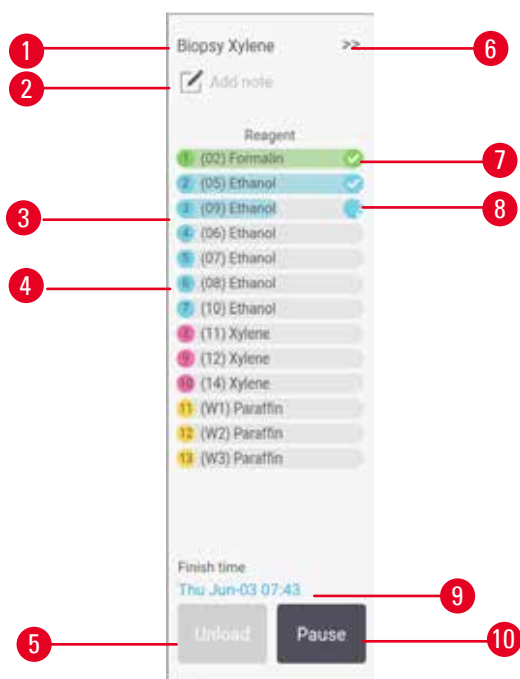 1 Biopsy Xylene >> 6
2 Add note
Reagent
1 (02) Formalin 7
2 (05) Ethanol
3 3 (09) Ethanol 8
4 (06) Ethanol
5 (07) Ethanol
4 6 (08) Ethanol
7 (10) Ethanol
8 (11) Xylene
9 (12) Xylene
10 (14) Xylene
11 (W1) Paraffin
12 (W2) Paraffin
13 (W3) Paraffin
Finish time
Thu Jun-03 07:43 9
5 Unload Pause 10